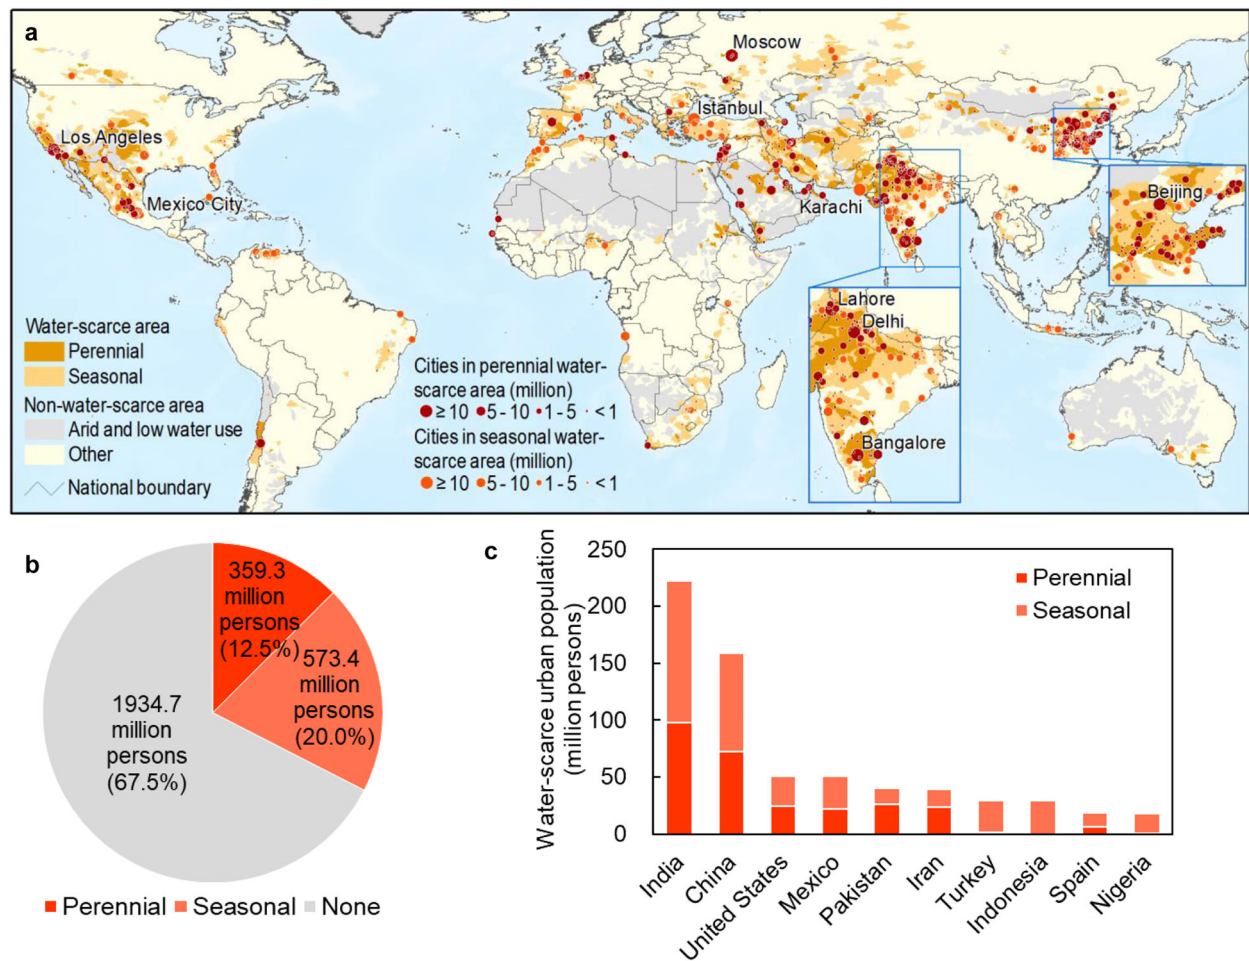 a
Moscow
Istanbul
Los Angeles
Mexico City
Karachi
Beijing
Lahore
Delhi
Bangalore
Water-scarce area
Perennial
Seasonal
Non-water-scarce area
Arid and low water use
Other
National boundary
Cities in perennial water-
scarce area (million)
≥ 10 5 - 10 1 - 5 < 1
Cities in seasonal water-
scarce area (million)
≥ 10 5 - 10 1 - 5 < 1
b
359.3
million
persons
(12.5%)
573.4
million
persons
(20.0%)
1934.7
million
persons
(67.5%)
Perennial Seasonal None
c
Water-scarce urban population
(million persons)
250
200
150
100
50
0
Perennial
Seasonal
India
China
United States
Mexico
Pakistan
Iran
Turkey
Indonesia
Spain
Nigeria